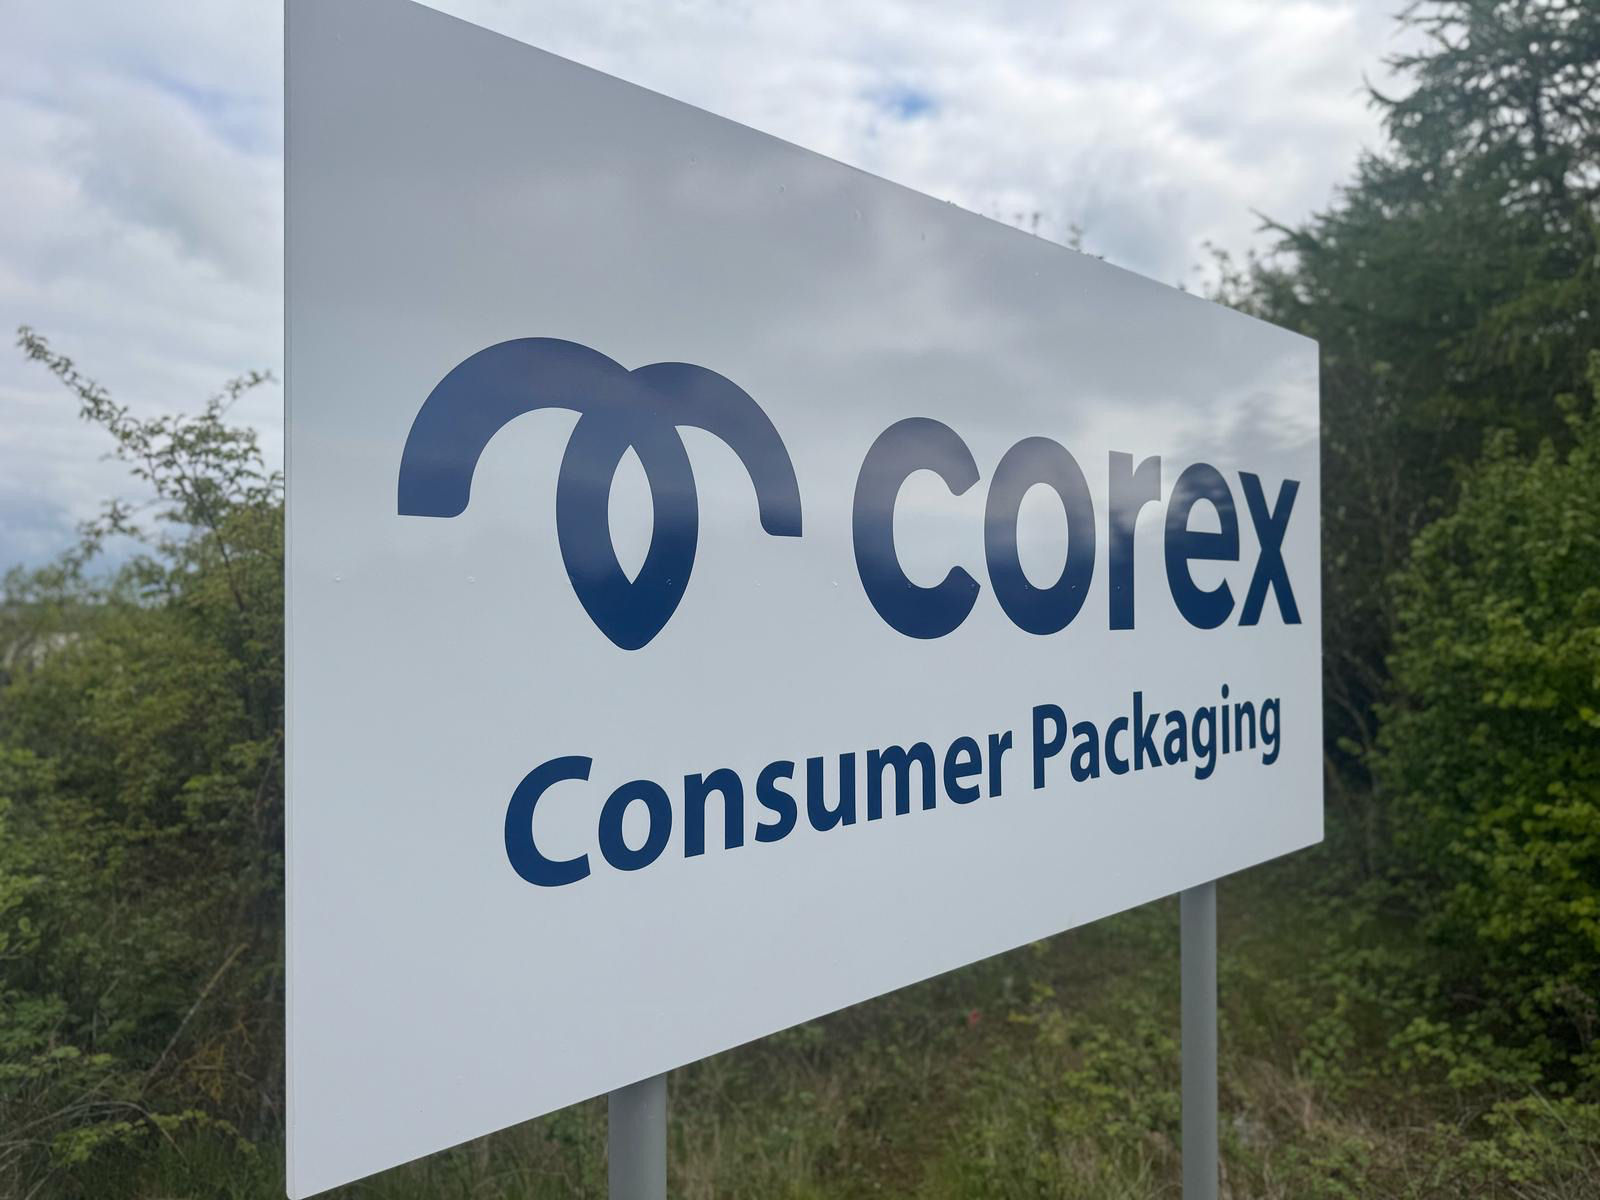 corex
Consumer Packaging